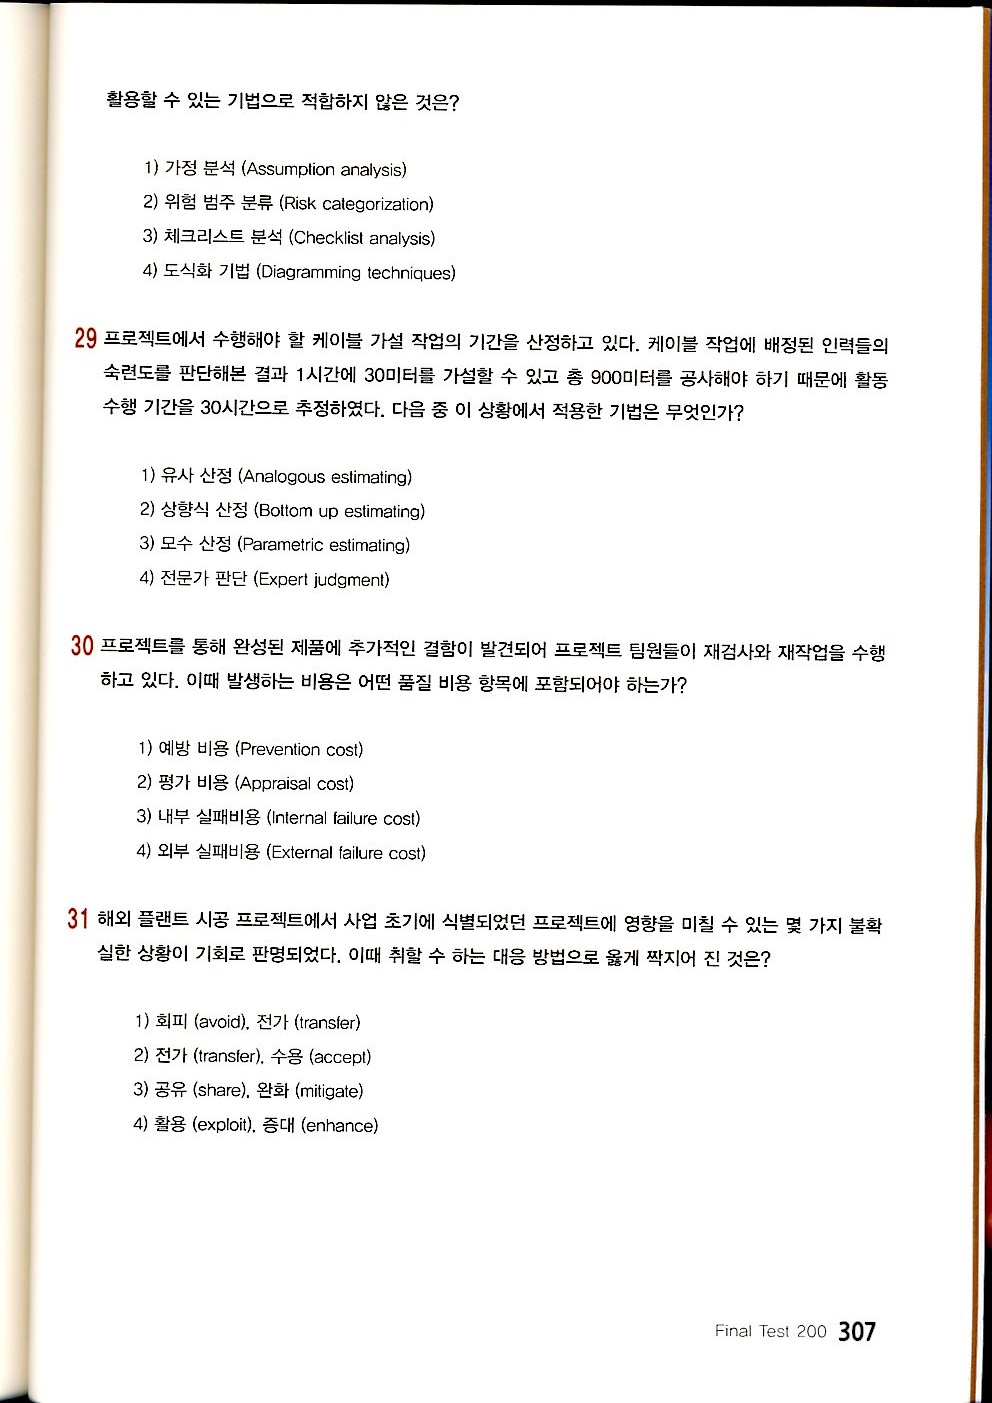 활용할 수 있는 기법으로 적합하지 않은 것은?
1) 가정 분석 (Assumption analysis)
2) 위험 범주 분류 (Risk categorization)
3) 체크리스트 분석 (Checklist analysis)
4) 도식화 기법 (Diagramming techniques)
29 프로젝트에서 수행해야 할 케이블 가설 작업의 기간을 산정하고 있다. 케이블 작업에 배정된 인력들의
숙련도를 판단해본 결과 1시간에 30미터를 가설할 수 있고 총 900미터를 공사해야 하기 때문에 활동
수행 기간을 30시간으로 추정하였다. 다음 중 이 상황에서 적용한 기법은 무엇인가?
1) 유사 산정 (Analogous estimating)
2) 상향식 산정 (Bottom up estimating)
3) 모수 산정 (Parametric estimating)
4) 전문가 판단 (Expert judgment)
30 프로젝트를 통해 완성된 제품에 추가적인 결함이 발견되어 프로젝트 팀원들이 재검사와 재작업을 수행
하고 있다. 이때 발생하는 비용은 어떤 품질 비용 항목에 포함되어야 하는가?
1) 예방 비용 (Prevention cost)
2) 평가 비용 (Appraisal cost)
3) 내부 실패비용 (Internal failure cost)
4) 외부 실패비용 (External failure cost)
31 해외 플랜트 시공 프로젝트에서 사업 초기에 식별되었던 프로젝트에 영향을 미칠 수 있는 몇 가지 불확
실한 상황이 기회로 판명되었다. 이때 취할 수 하는 대응 방법으로 옳게 짝지어 진 것은?
1) 회피 (avoid), 전가 (transfer)
2) 전가 (transfer), 수용 (accept)
3) 공유 (share), 완화 (mitigate)
4) 활용 (exploit), 증대 (enhance)
Final Test 200 307